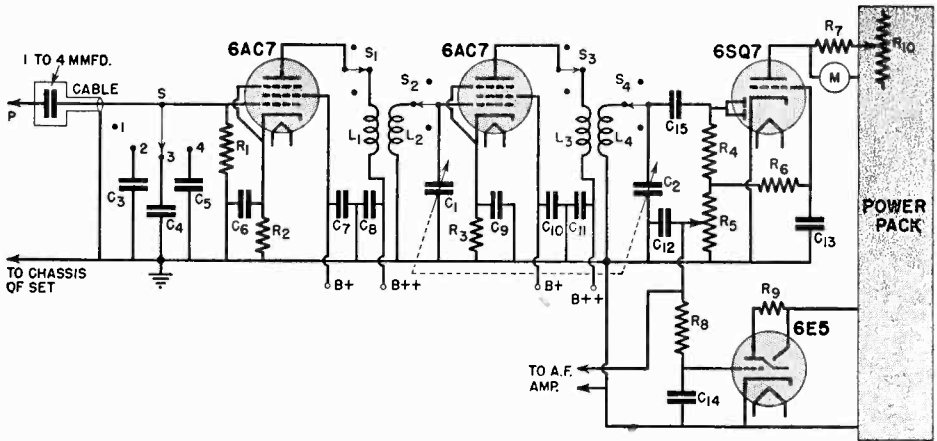 1 TO 4 MMFD.
CABLE
P
S
1
2
3
4
C3
C4
C5
R1
C6
R2
6AC7
S1
L1
L2
C7
C8
B+
B++
S2
C1
6AC7
R3
C9
C10
C11
B+
B++
S3
L3
L4
S4
C15
C2
C12
R4
R5
R6
6SQ7
C13
R7
M
R10
POWER
PACK
TO CHASSIS
OF SET
TO A.F.
AMP.
R8
C14
R9
6E5